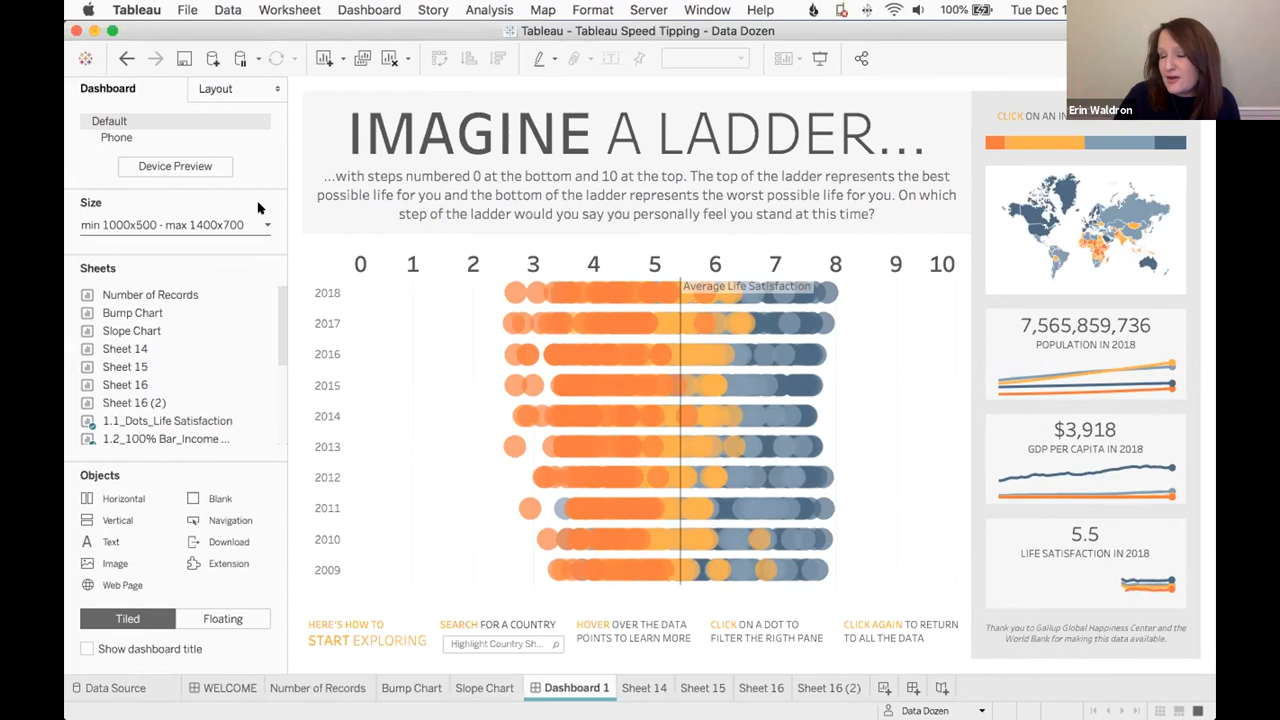 Tableau File Data Worksheet Dashboard Story Analysis Map Format Server Window Help 100% Tue Dec 1
Tableau - Tableau Speed Tipping - Data Dozen
Erin Waldron
Dashboard Layout
Default
Phone
Device Preview
Size
min 1000x500 - max 1400x700
Sheets
Number of Records
Bump Chart
Slope Chart
Sheet 14
Sheet 15
Sheet 16
Sheet 16 (2)
1.1_Dots_Life Satisfaction
1.2_100% Bar_Income ...
Objects
Horizontal Blank
Vertical Navigation
Text Download
Image Extension
Web Page
Tiled Floating
Show dashboard title
IMAGINE A LADDER...
...with steps numbered 0 at the bottom and 10 at the top. The top of the ladder represents the best
possible life for you and the bottom of the ladder represents the worst possible life for you. On which
step of the ladder would you say you personally feel you stand at this time?
0 1 2 3 4 5 6 7 8 9 10
Average Life Satisfaction
2018
2017
2016
2015
2014
2013
2012
2011
2010
2009
HERE'S HOW TO
START EXPLORING
SEARCH FOR A COUNTRY
Highlight Country Sh...
HOVER OVER THE DATA
POINTS TO LEARN MORE
CLICK ON A DOT TO
FILTER THE RIGTH PANE
CLICK AGAIN TO RETURN
TO ALL THE DATA
CLICK ON AN
7,565,859,736
POPULATION IN 2018
$3,918
GDP PER CAPITA IN 2018
5.5
LIFE SATISFACTION IN 2018
Thank you to Gallup Global Happiness Center and the
World Bank for making this data available.
Data Source WELCOME Number of Records Bump Chart Slope Chart Dashboard 1 Sheet 14 Sheet 15 Sheet 16 Sheet 16 (2)
Data Dozen